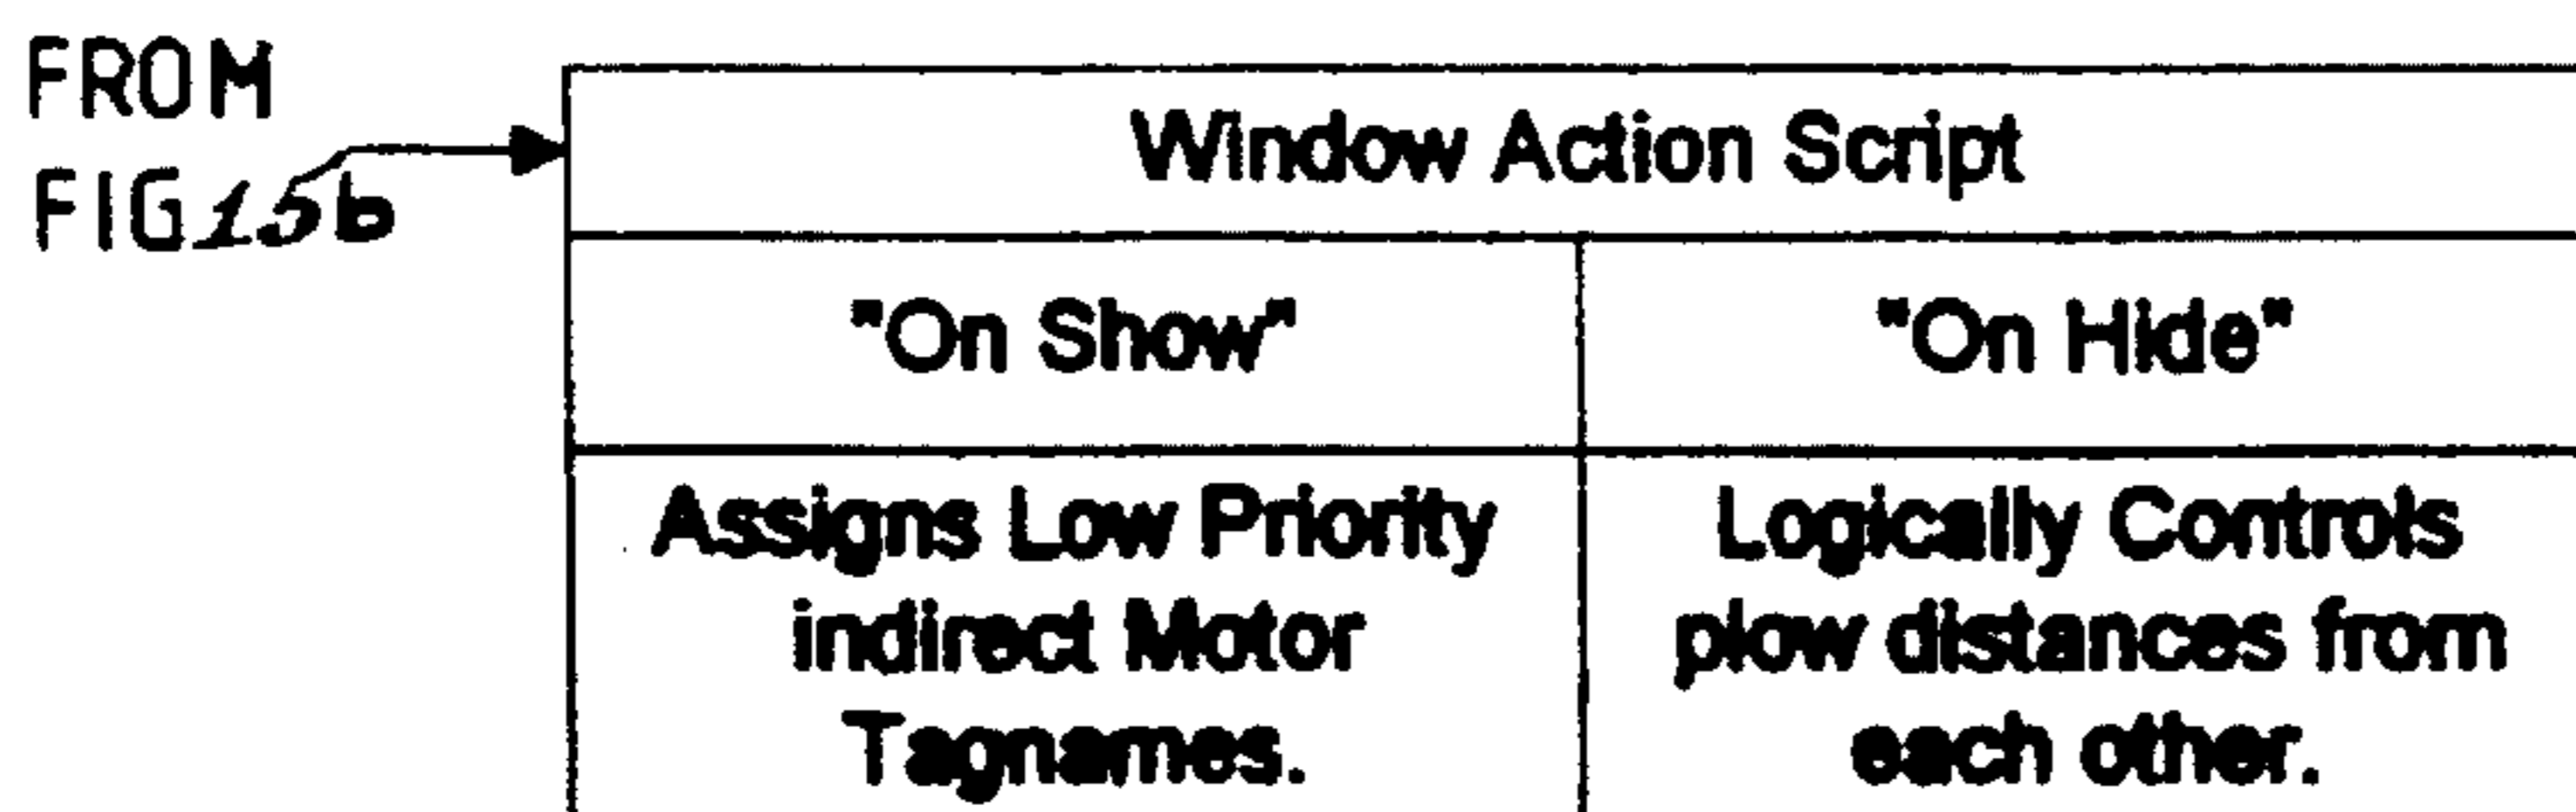 FROM
FIG 15b
Window Action Script
"On Show"
"On Hide"
Assigns Low Priority
indirect Motor
Tagnames.
Logically Controls
plow distances from
each other.